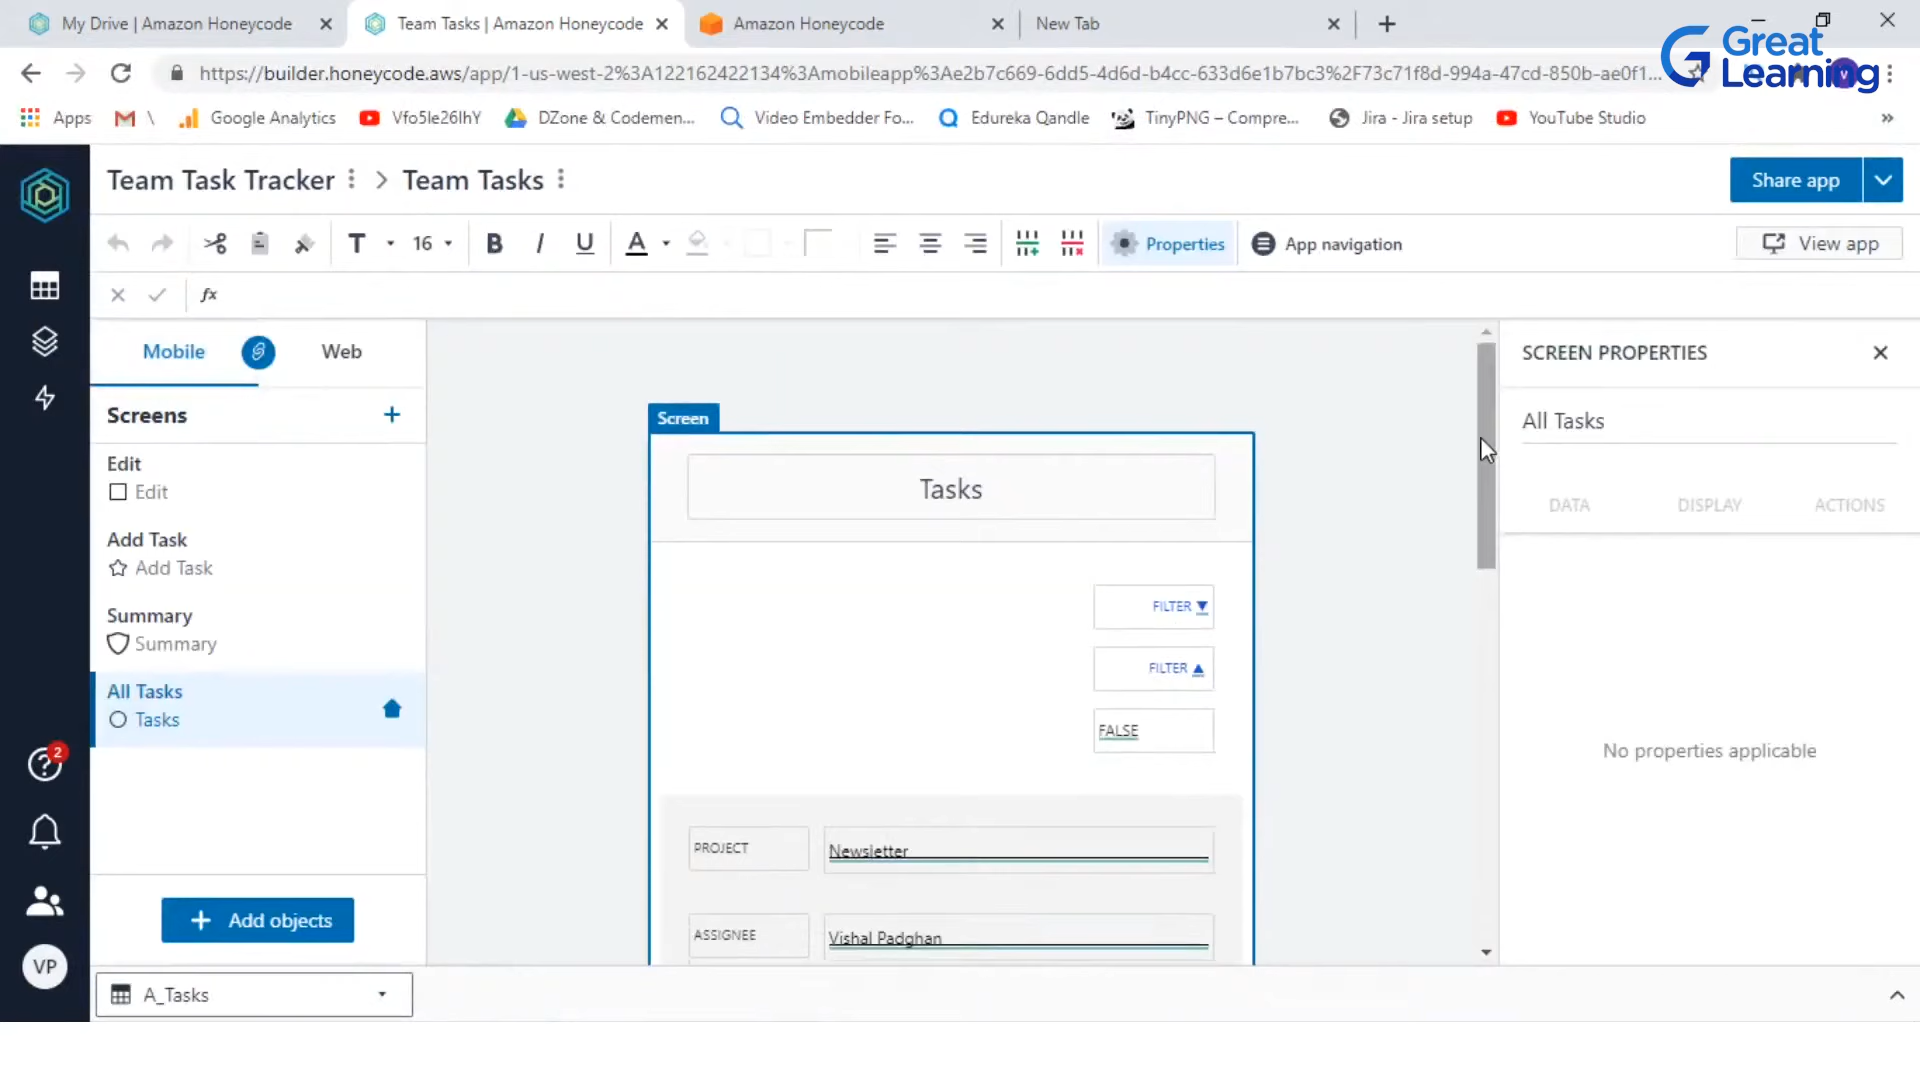 My Drive | Amazon Honeycode
Team Tasks | Amazon Honeycode
Amazon Honeycode
New Tab
Great Learning
https://builder.honeycode.aws/app/1-us-west-2%3A122162422134%3Amobileapp%3Ae2b7c669-6dd5-4d6d-b4cc-633d6e1b7bc3%2F73c71f8d-994a-47cd-850b-ae0f1...
Apps
\
Google Analytics
Vfo5le26lhY
DZone & Codemen...
Video Embedder Fo...
Edureka Qandle
TinyPNG – Compre...
Jira - Jira setup
YouTube Studio
»
Team Task Tracker > Team Tasks
Share app
T
16
B
I
U
A
Properties
App navigation
View app
fx
Mobile
Web
Screens
Edit
Edit
Add Task
Add Task
Summary
Summary
All Tasks
Tasks
Add objects
2
VP
A_Tasks
Screen
Tasks
FILTER
FILTER
FALSE
PROJECT
Newsletter
ASSIGNEE
Vishal Padghan
SCREEN PROPERTIES
All Tasks
DATA
DISPLAY
ACTIONS
No properties applicable